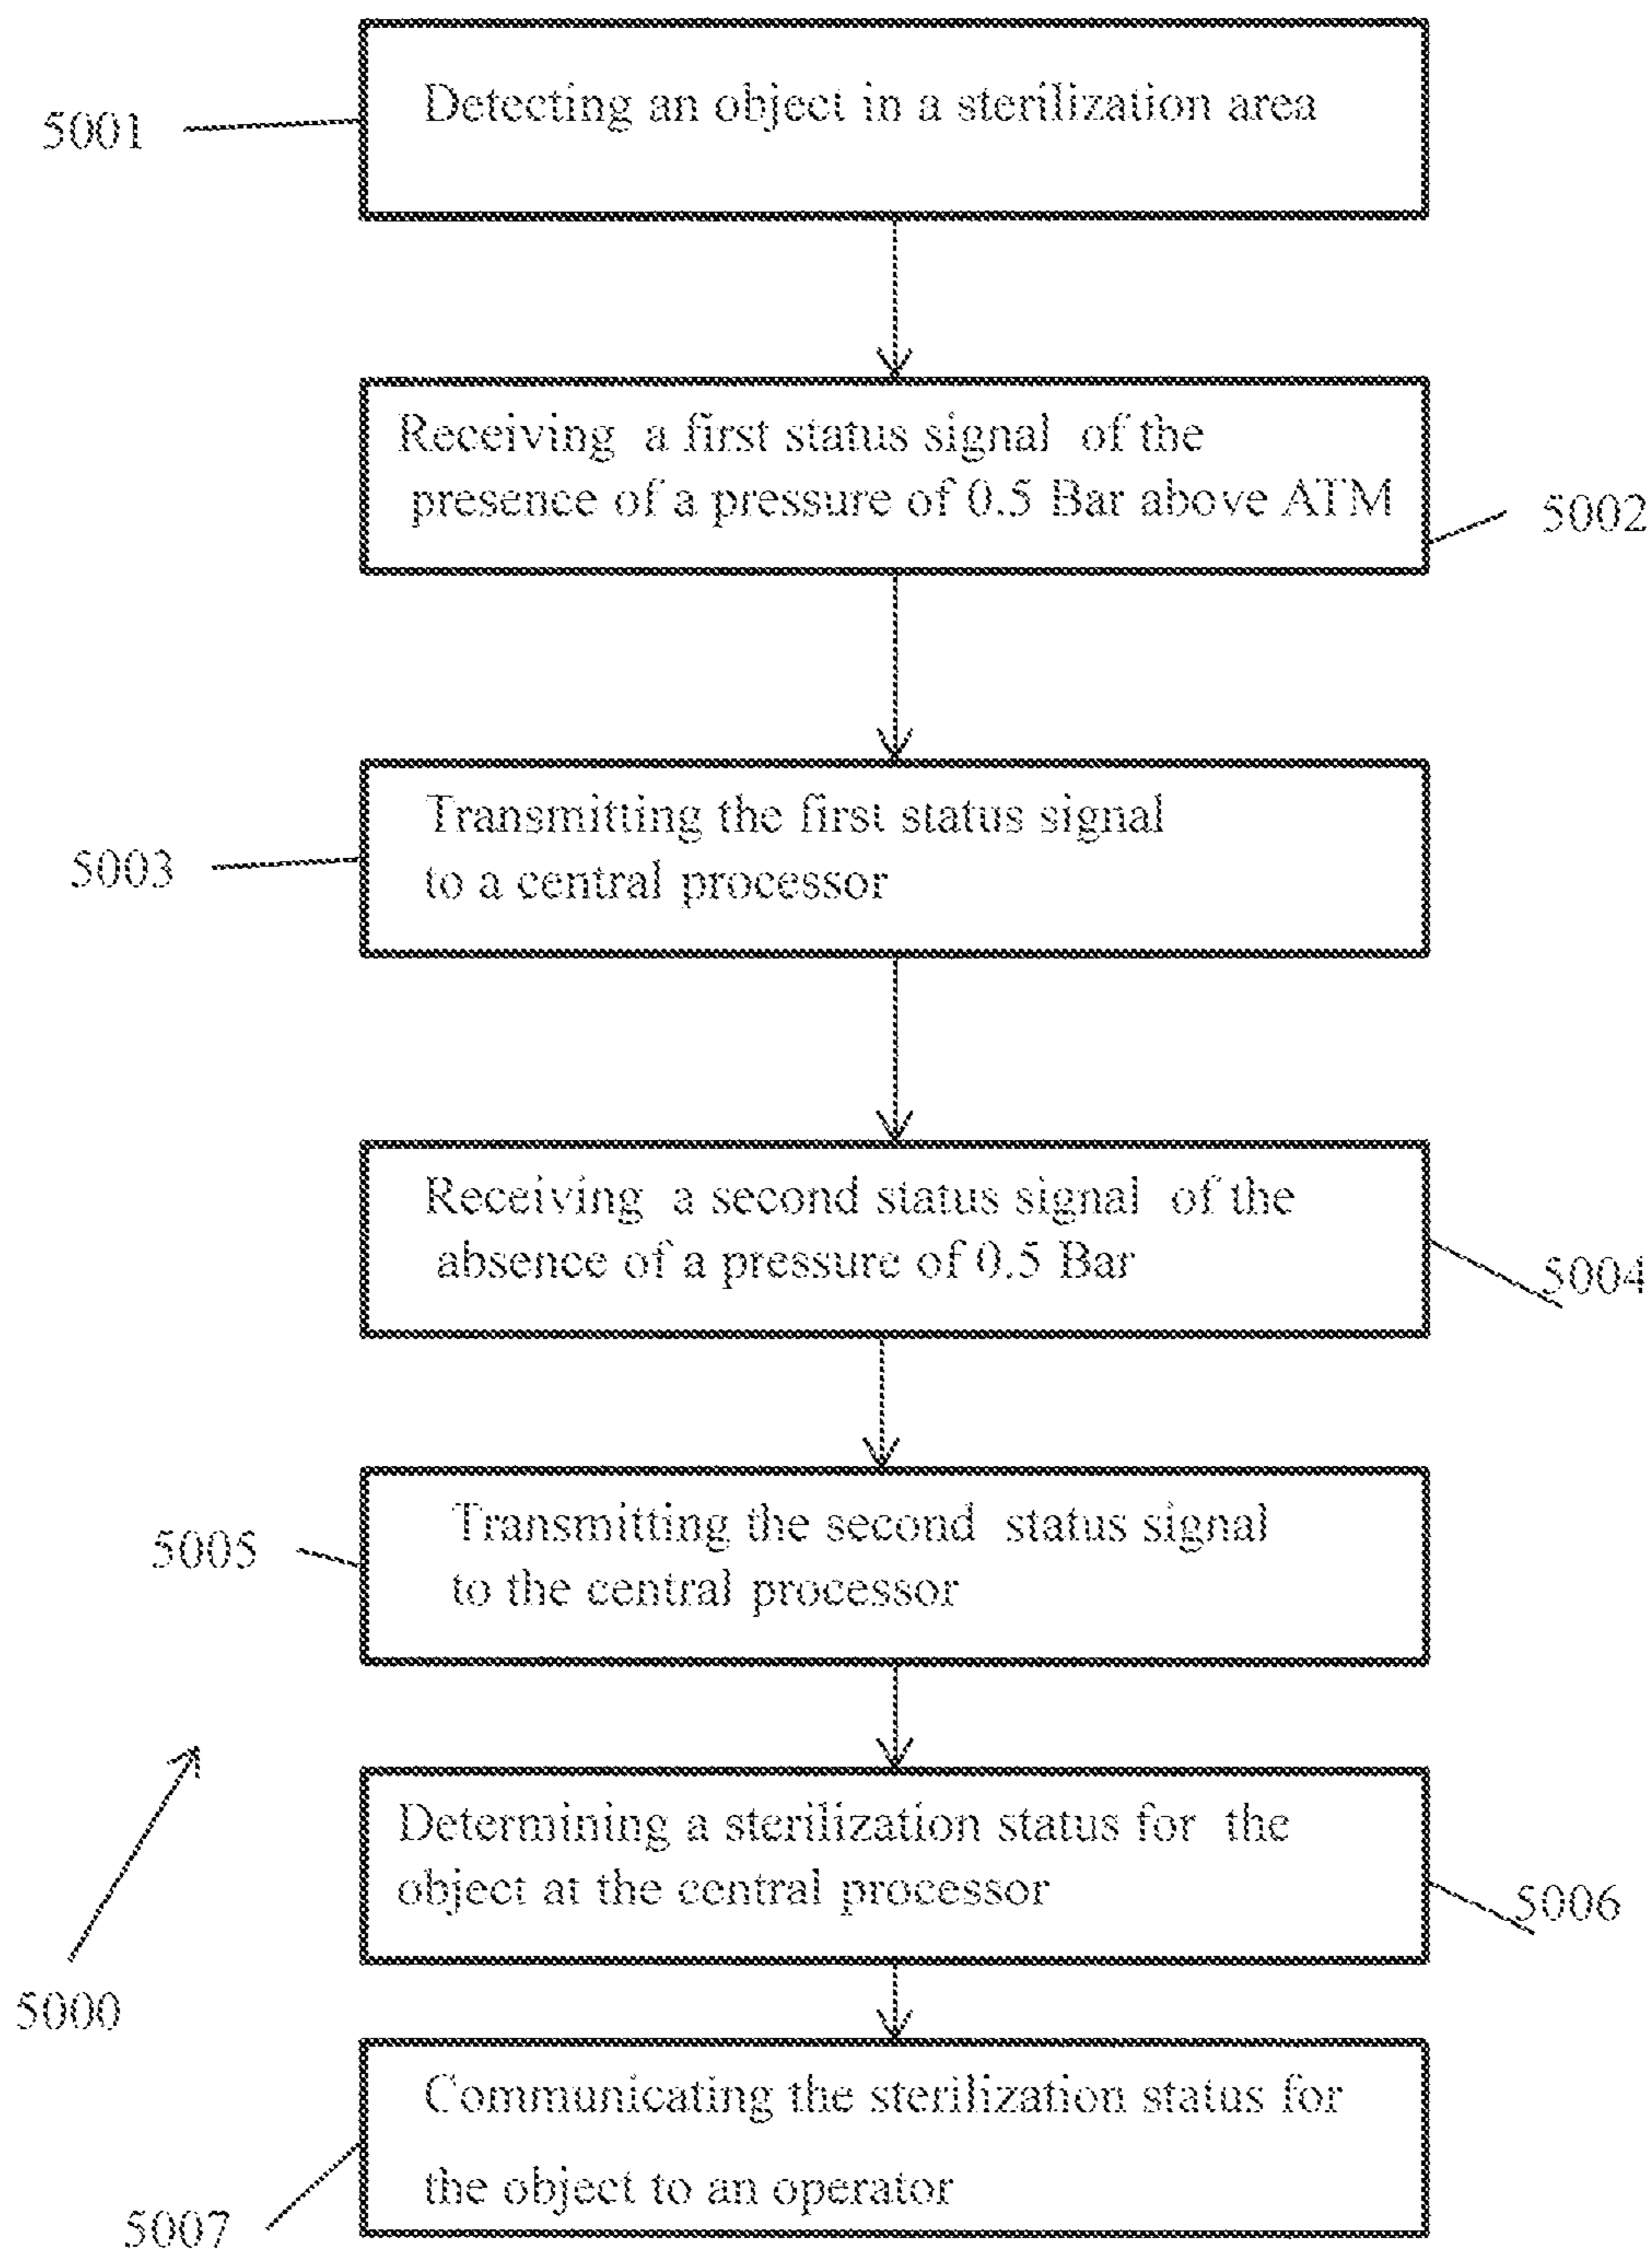 5001
Detecting an object in a sterilization area
Receiving a first status signal of the
presence of a pressure of 0.5 Bar above ATM
5002
Transmitting the first status signal
5003
to a central processor
Receiving a second status signal of the
absence of a pressure of 0.5 Bar
5004
Transmitting the second status signal
5005
to the central processor
Determining a sterilization status for the
object at the central processor
5006
5000
Communicating the sterilization status for
the object to an operator
5007